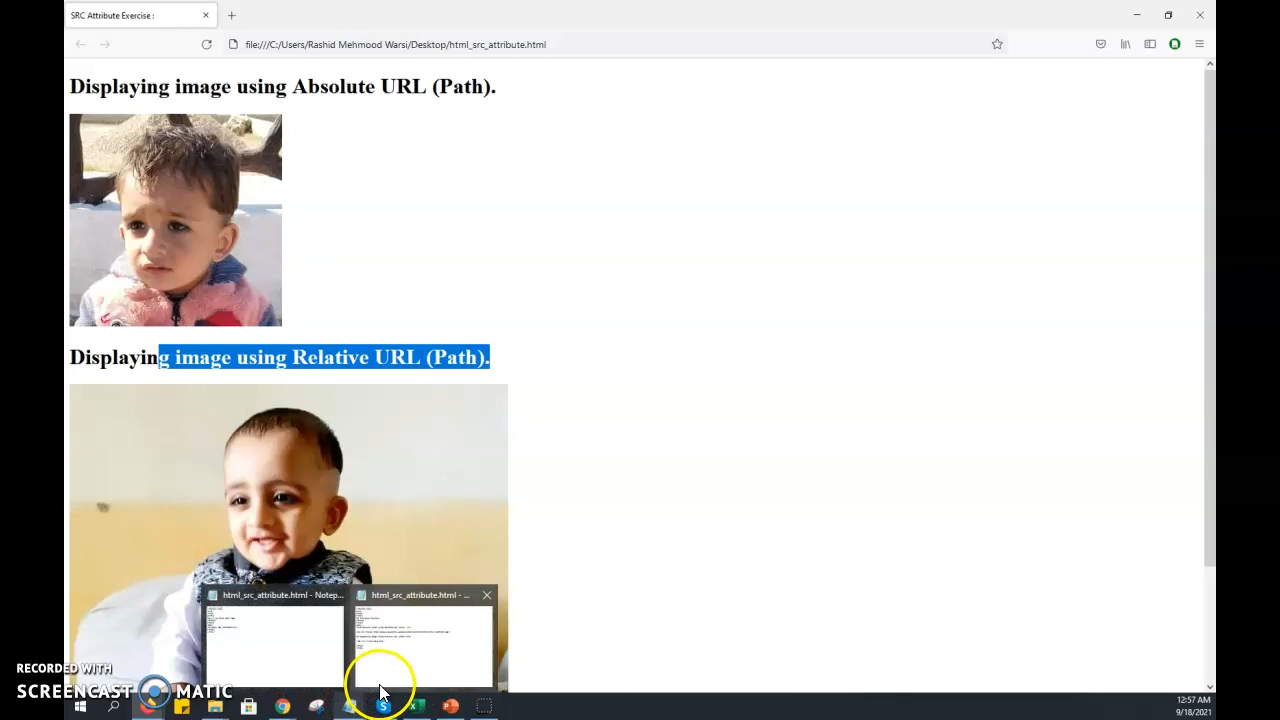 SRC Attribute Exercise :
file:///C:/Users/Rashid Mehmood Warsi/Desktop/html_src_attribute.html
Displaying image using Absolute URL (Path).
Displaying image using Relative URL (Path).
html_src_attribute.html - Notep...
html_src_attribute.html - ...
RECORDED WITH
SCREENCAST MATIC
12:57 AM
9/18/2021